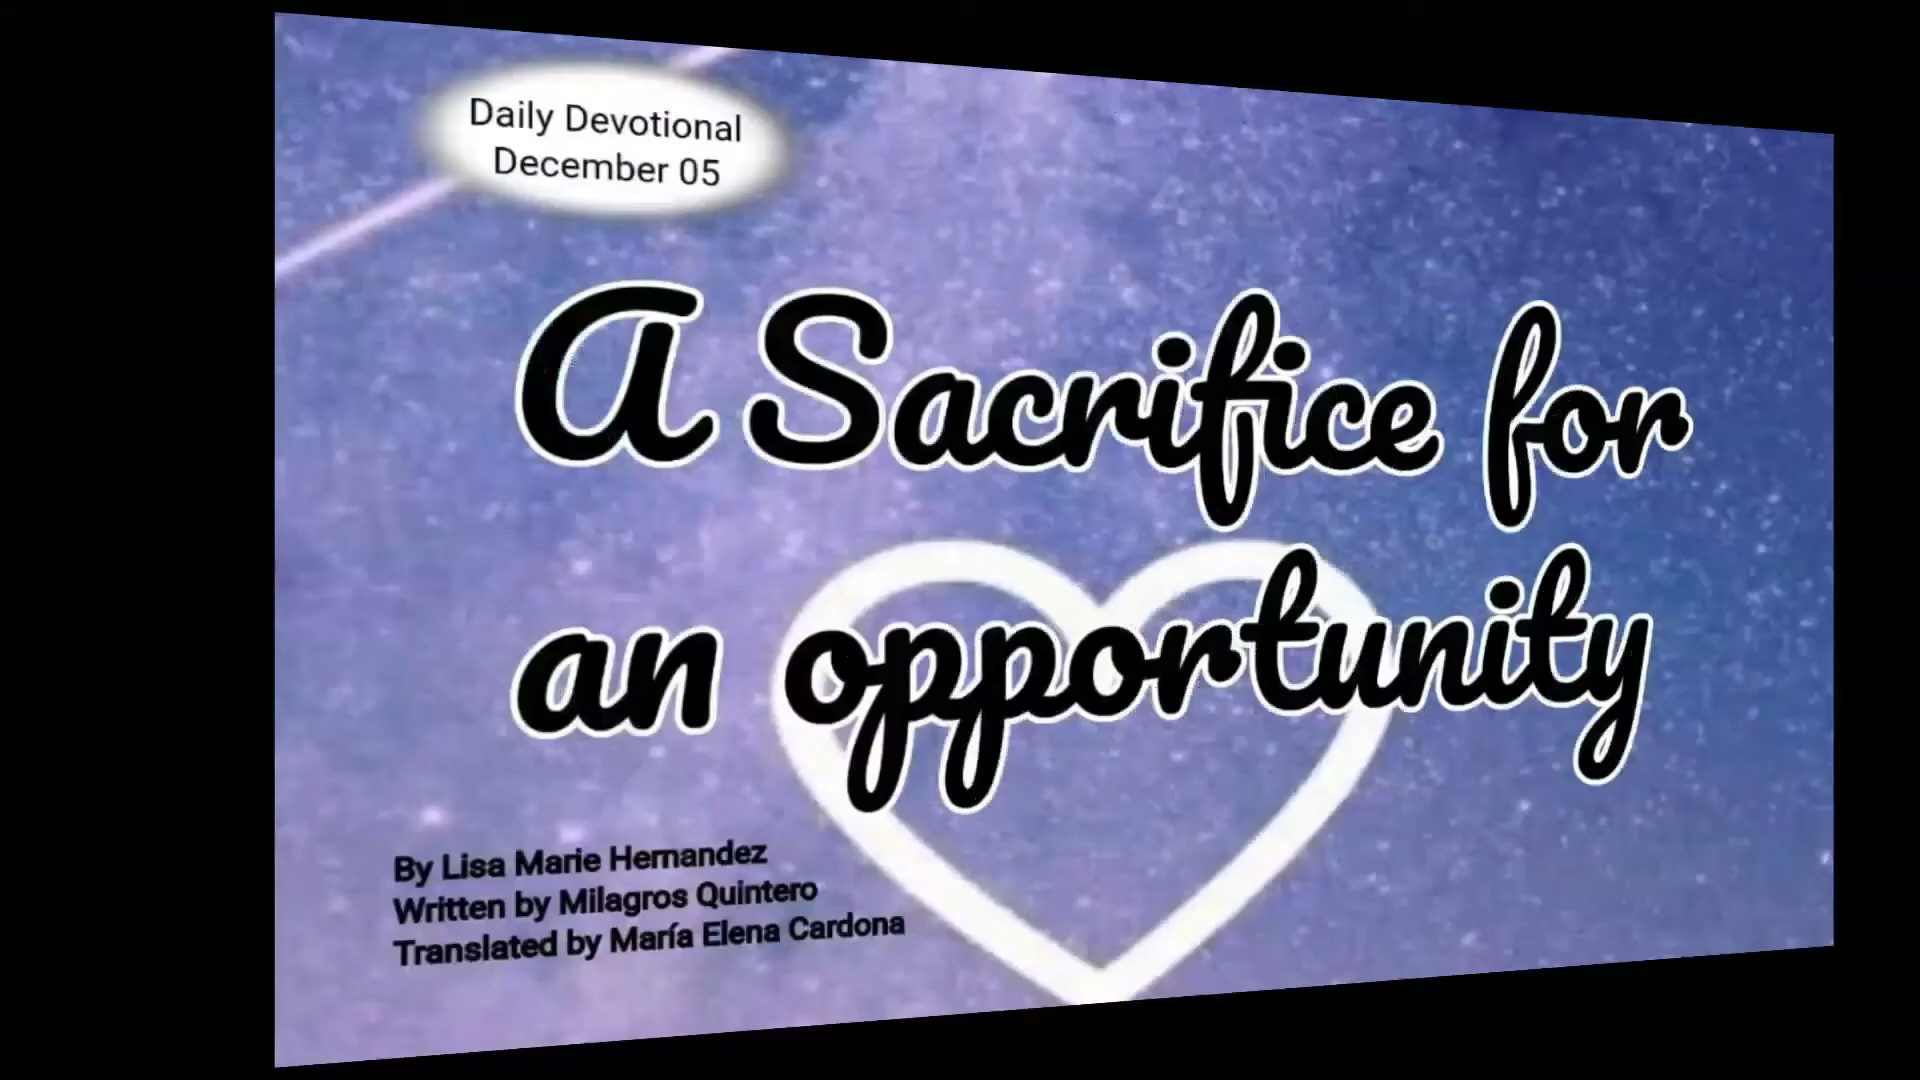 Daily Devotional
December 05
A Sacrifice for
an opportunity
By Lisa Marie Hernandez
Written by Milagros Quintero
Translated by María Elena Cardona